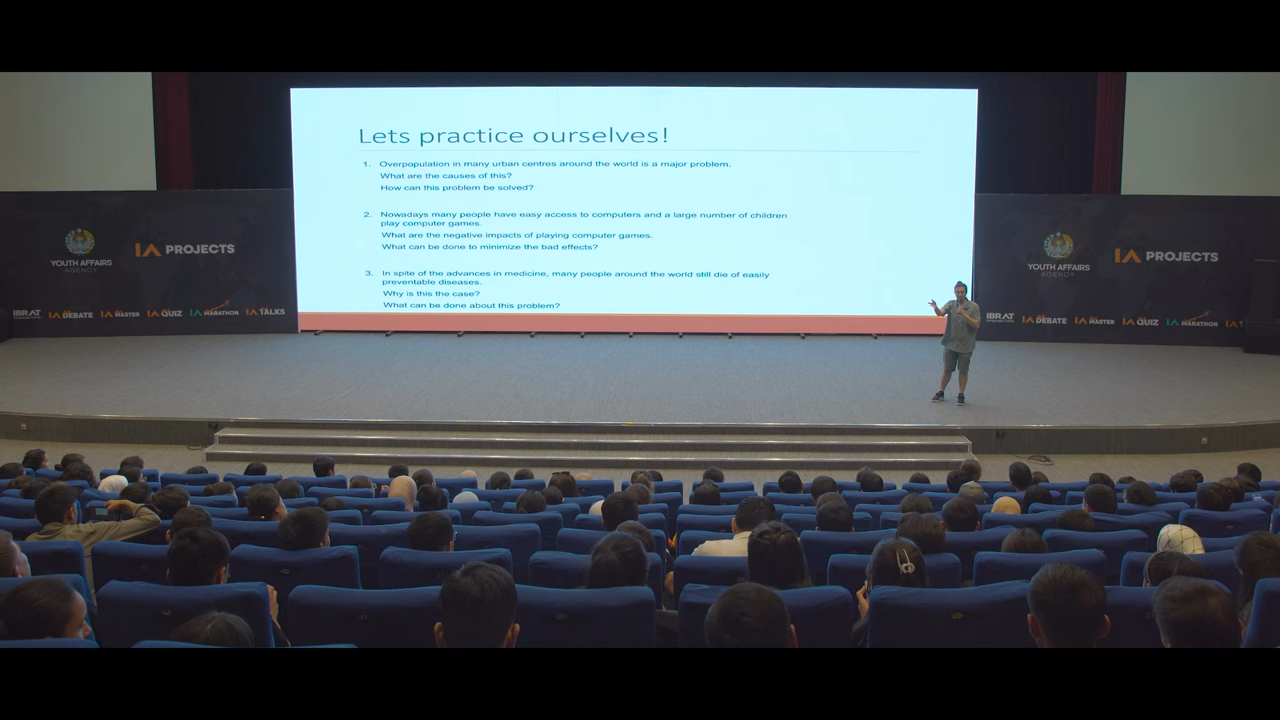 Lets practice ourselves!
1. Overpopulation in many urban centres around the world is a major problem.
What are the causes of this?
How can this problem be solved?
2. Nowadays many people have easy access to computers and a large number of children
play computer games.
What are the negative impacts of playing computer games.
What can be done to minimize the bad effects?
3. In spite of the advances in medicine, many people around the world still die of easily
preventable diseases.
Why is this the case?
What can be done about this problem?
YOUTH AFFAIRS
AGENCY
IA PROJECTS
IBRAT
IA DEBATE
IA MASTER
IA QUIZ
IA MARATHON
IA TALKS
YOUTH AFFAIRS
AGENCY
IA PROJECTS
IBRAT
IA DEBATE
IA MASTER
IA QUIZ
IA MARATHON